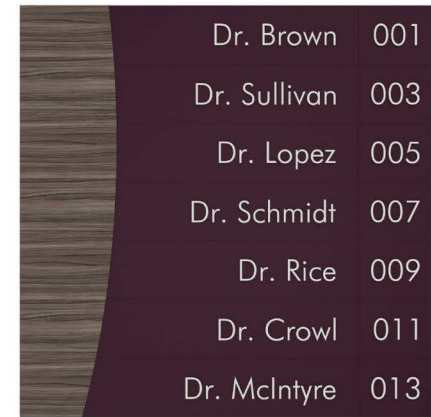 Dr. Brown 001
Dr. Sullivan 003
Dr. Lopez 005
Dr. Schmidt 007
Dr. Rice 009
Dr. Crowl 011
Dr. McIntyre 013